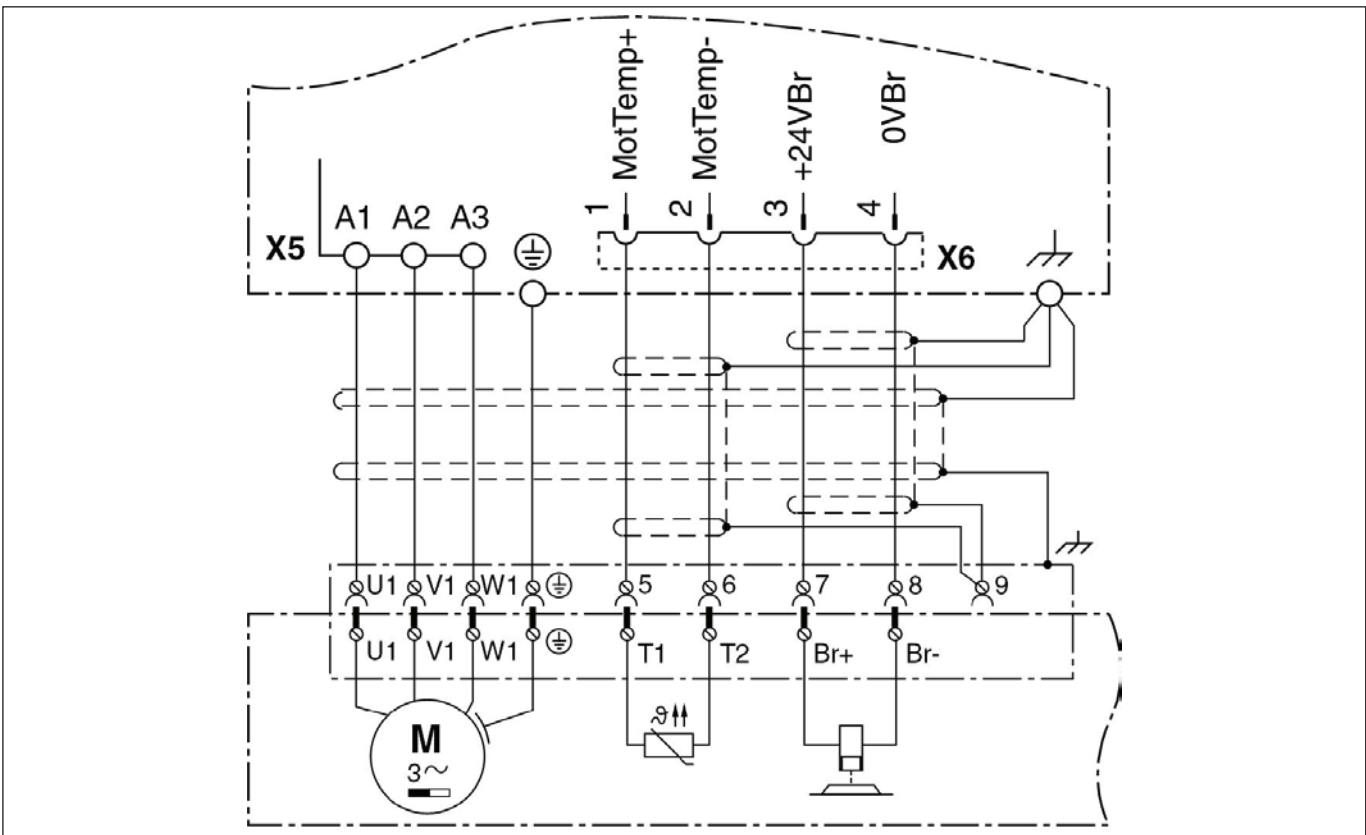 MotTemp+
MotTemp-
+24VBr
0VBr
1 2 3 4
A1 A2 A3
X5
X6
U1 V1 W1 5 6 7 8 9
U1 V1 W1 T1 T2 Br+ Br-
ϑ
M
3~